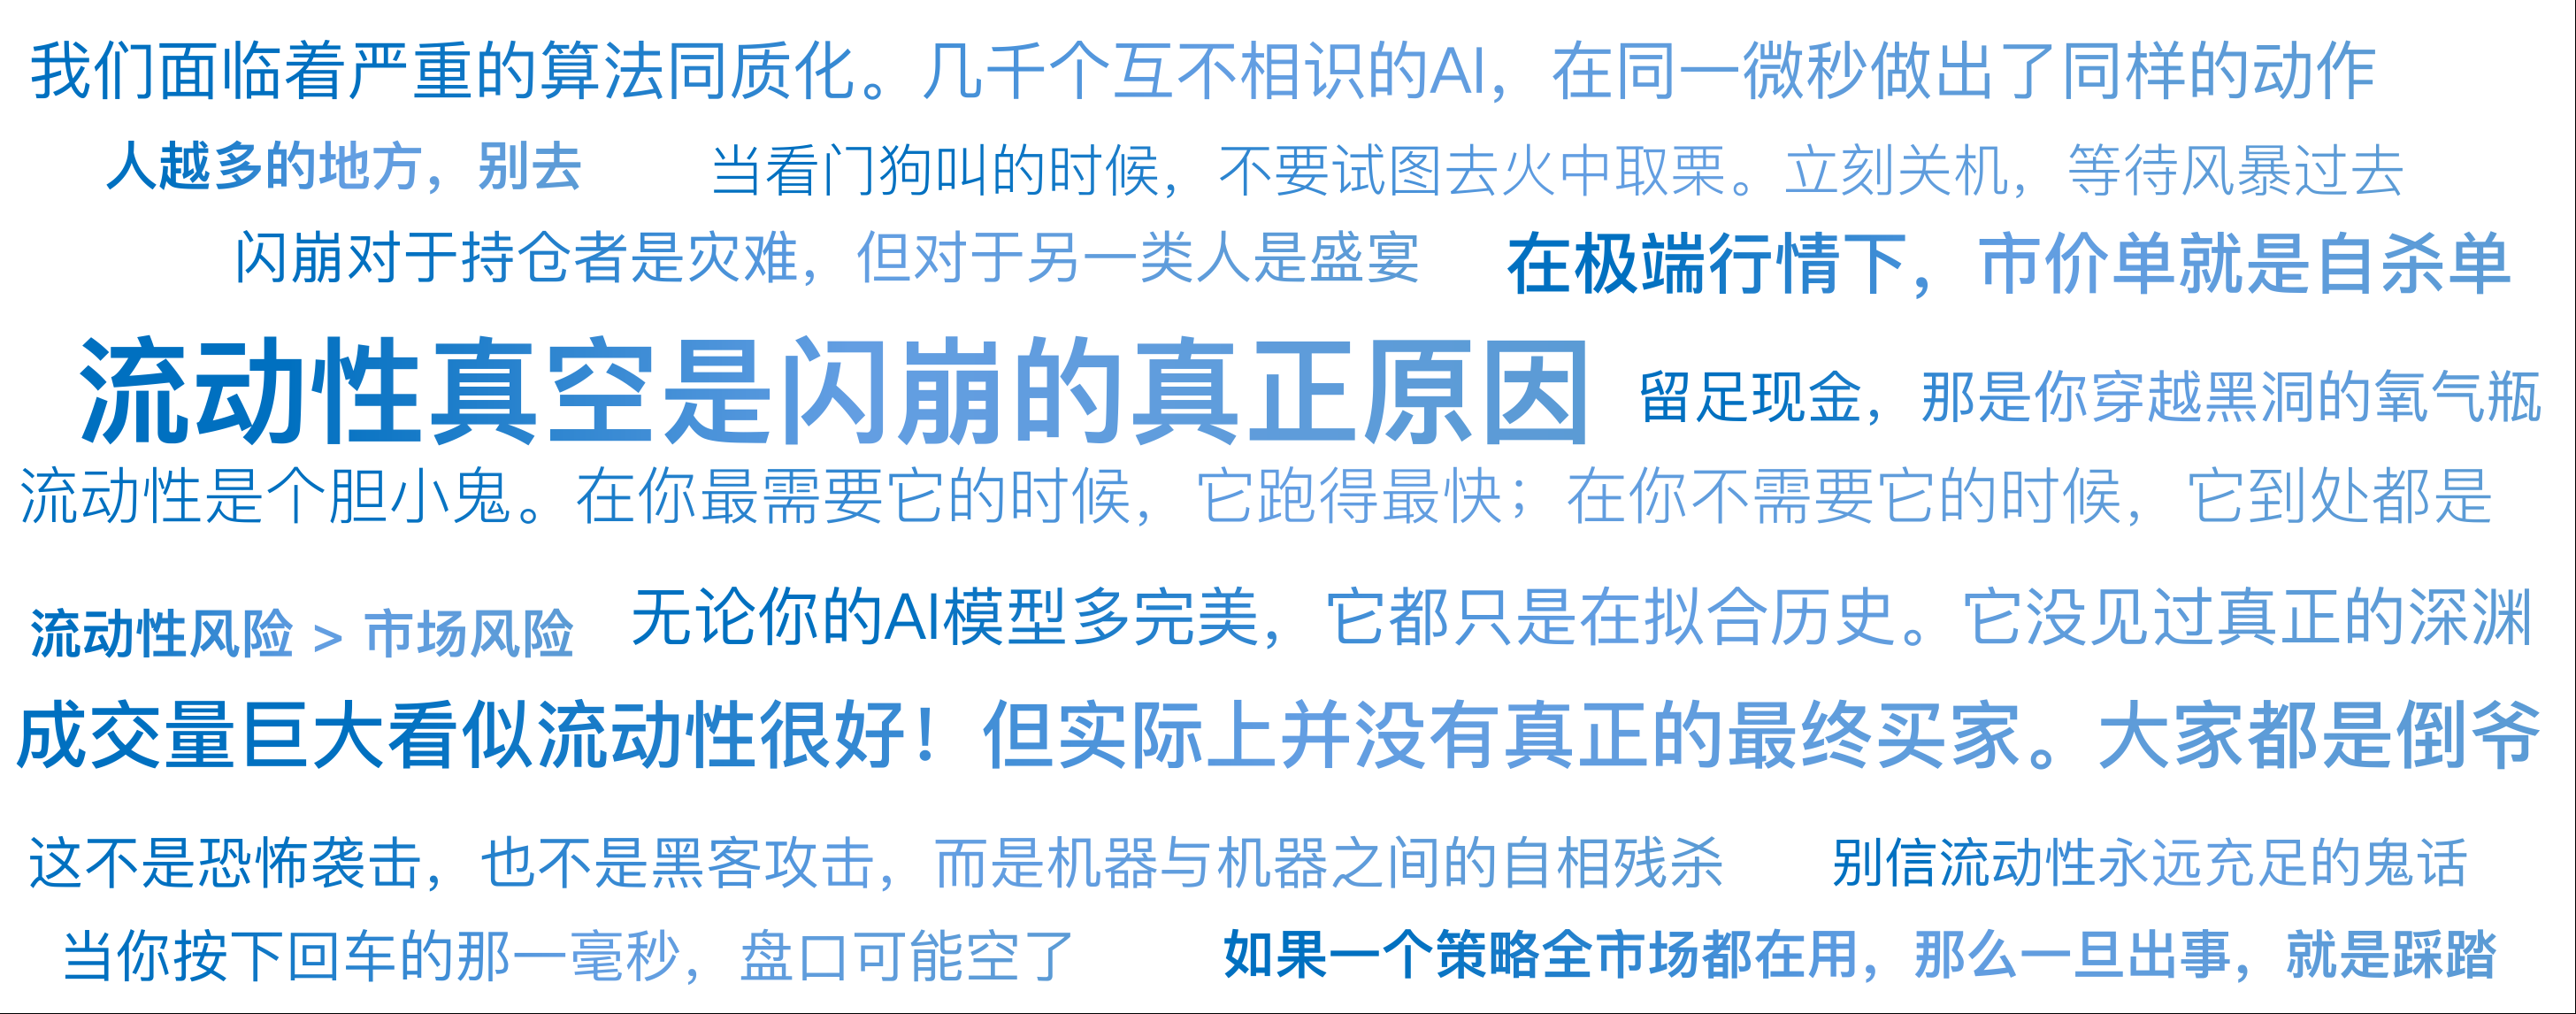 我们面临着严重的算法同质化。几千个互不相识的AI，在同一微秒做出了同样的动作
人越多的地方，别去
当看门狗叫的时候，不要试图去火中取栗。立刻关机，等待风暴过去
闪崩对于持仓者是灾难，但对于另一类人是盛宴
在极端行情下，市价单就是自杀单
流动性真空是闪崩的真正原因
留足现金，那是你穿越黑洞的氧气瓶
流动性是个胆小鬼。在你最需要它的时候，它跑得最快；在你不需要它的时候，它到处都是
流动性风险 > 市场风险
无论你的AI模型多完美，它都只是在拟合历史。它没见过真正的深渊
成交量巨大看似流动性很好！但实际上并没有真正的最终买家。大家都是倒爷
这不是恐怖袭击，也不是黑客攻击，而是机器与机器之间的自相残杀
别信流动性永远充足的鬼话
当你按下回车的那一毫秒，盘口可能空了
如果一个策略全市场都在用，那么一旦出事，就是踩踏